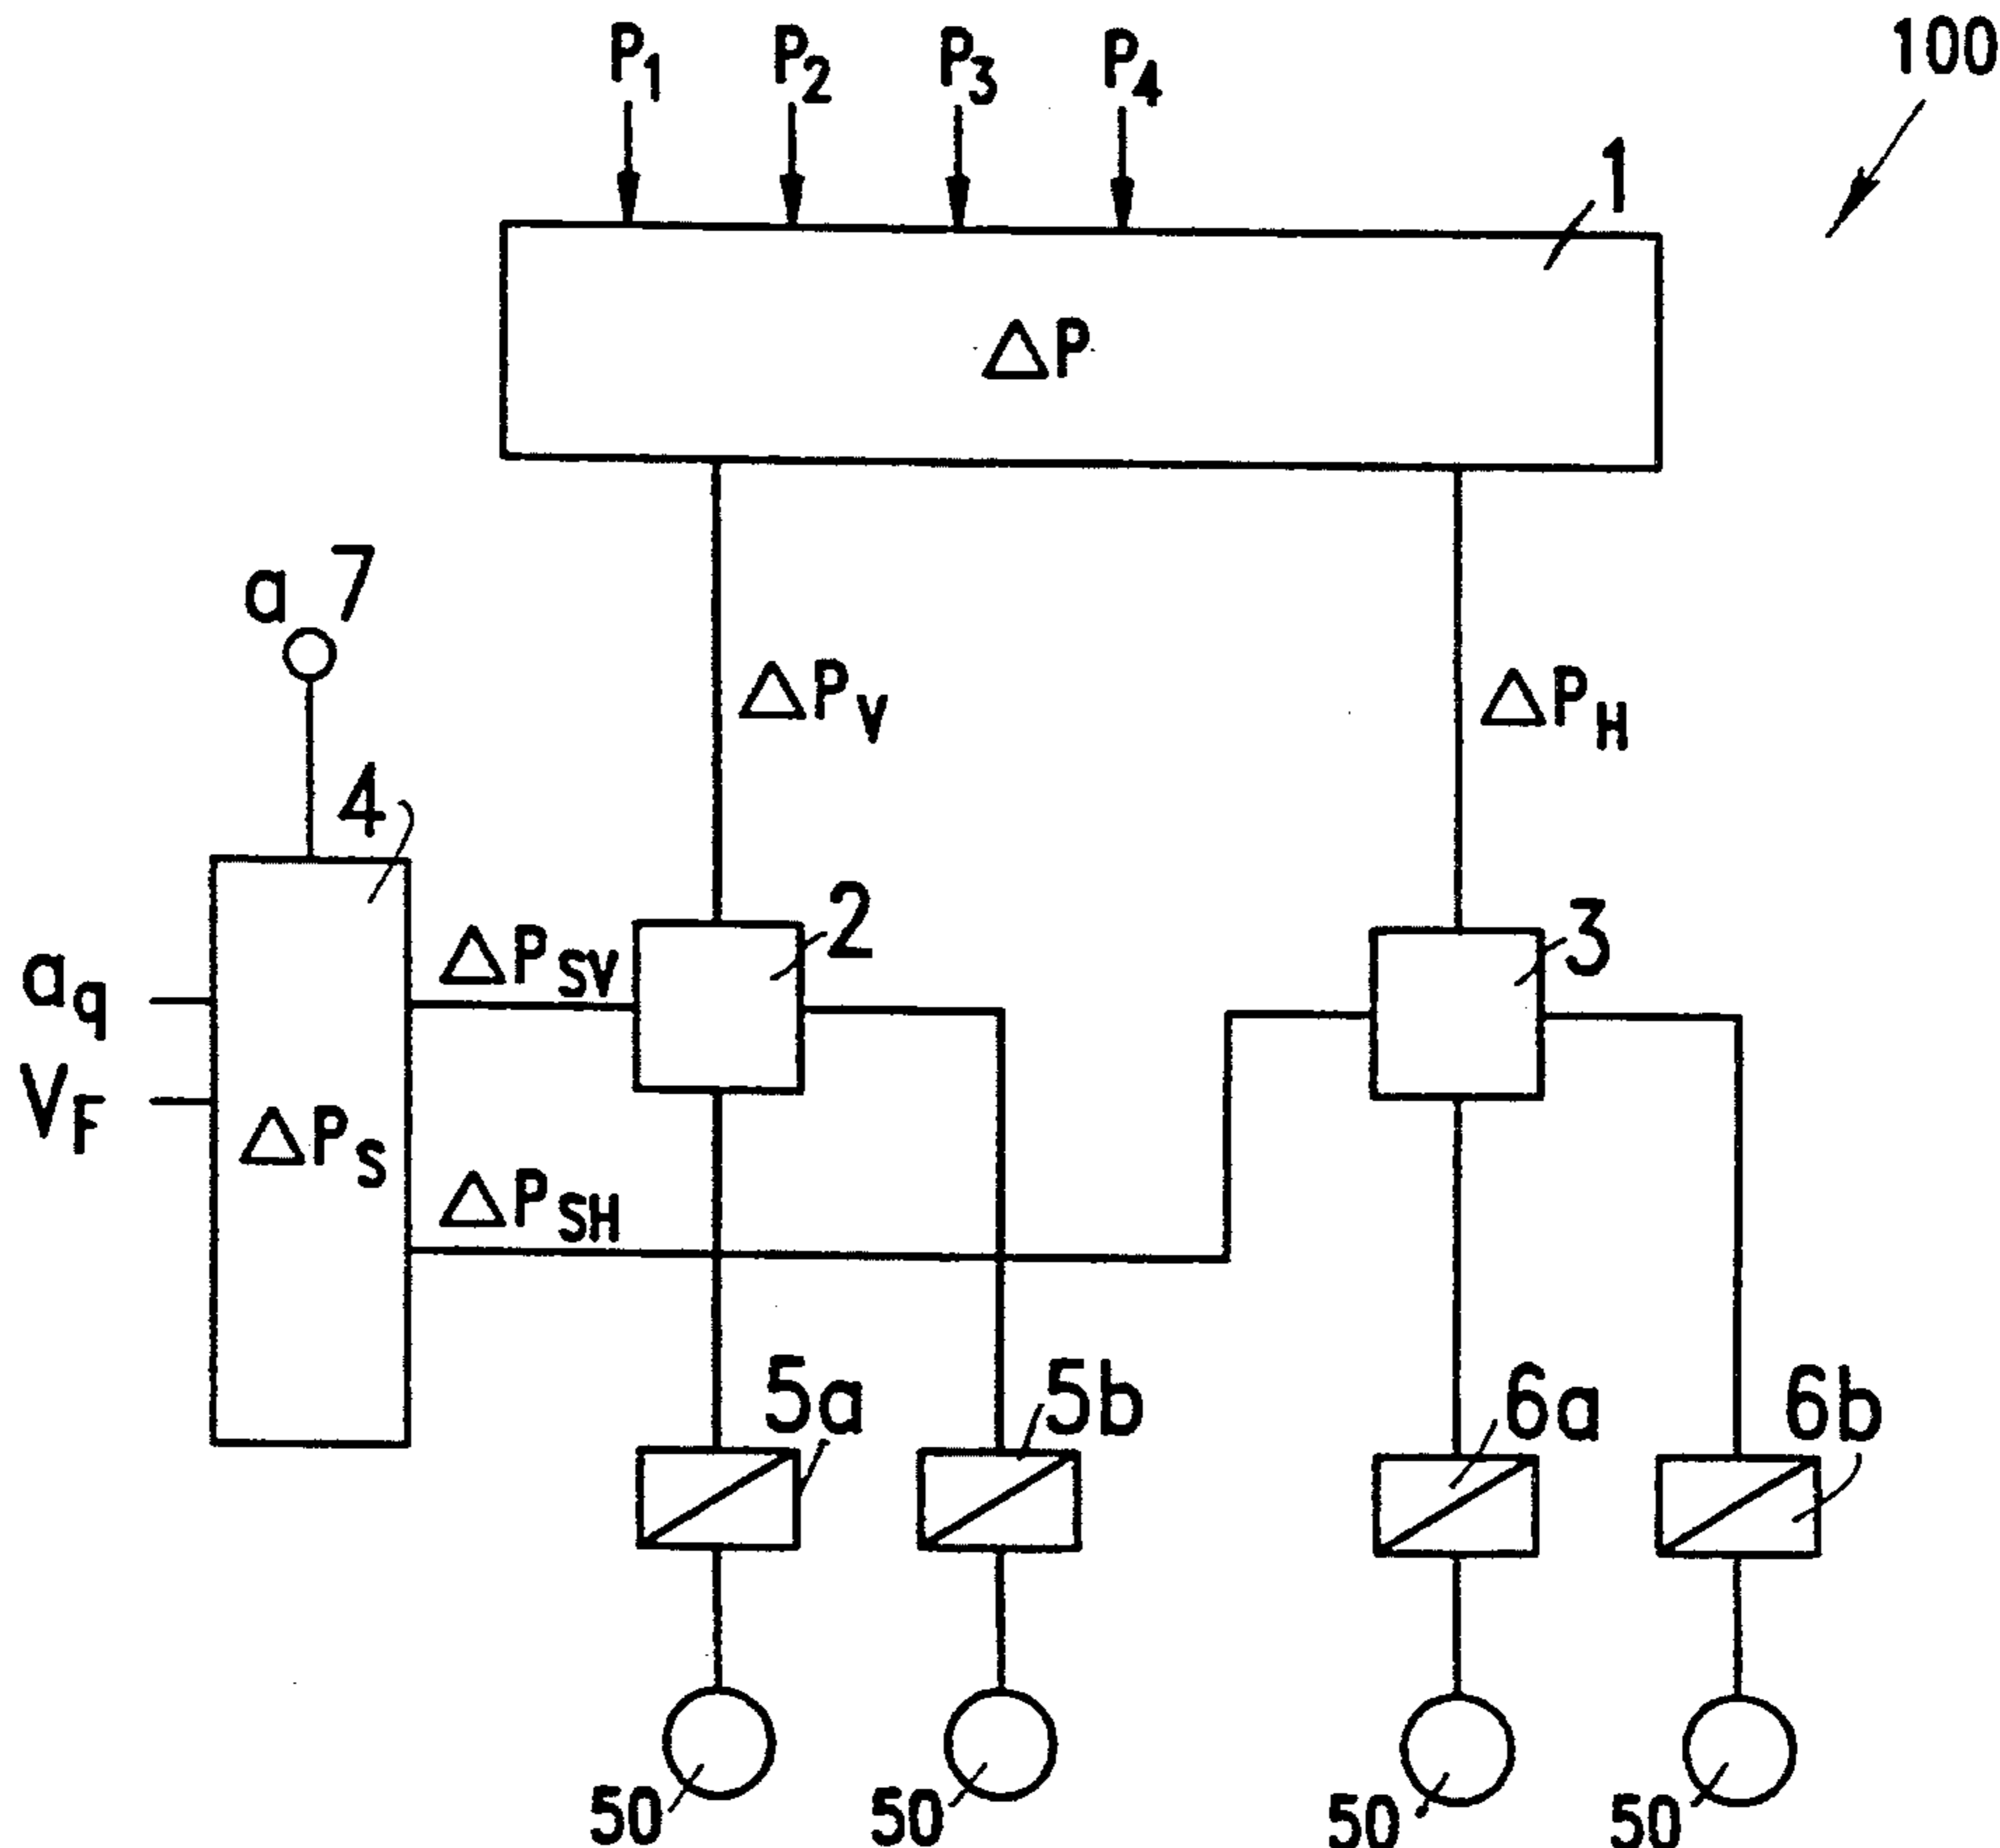 P1 P2 P3 P4 100
1
ΔP
a 7
ΔPV ΔPH
4
2 3
aq ΔPSV
VF
ΔPS
ΔPSH
5a 5b 6a 6b
50 50 50 50